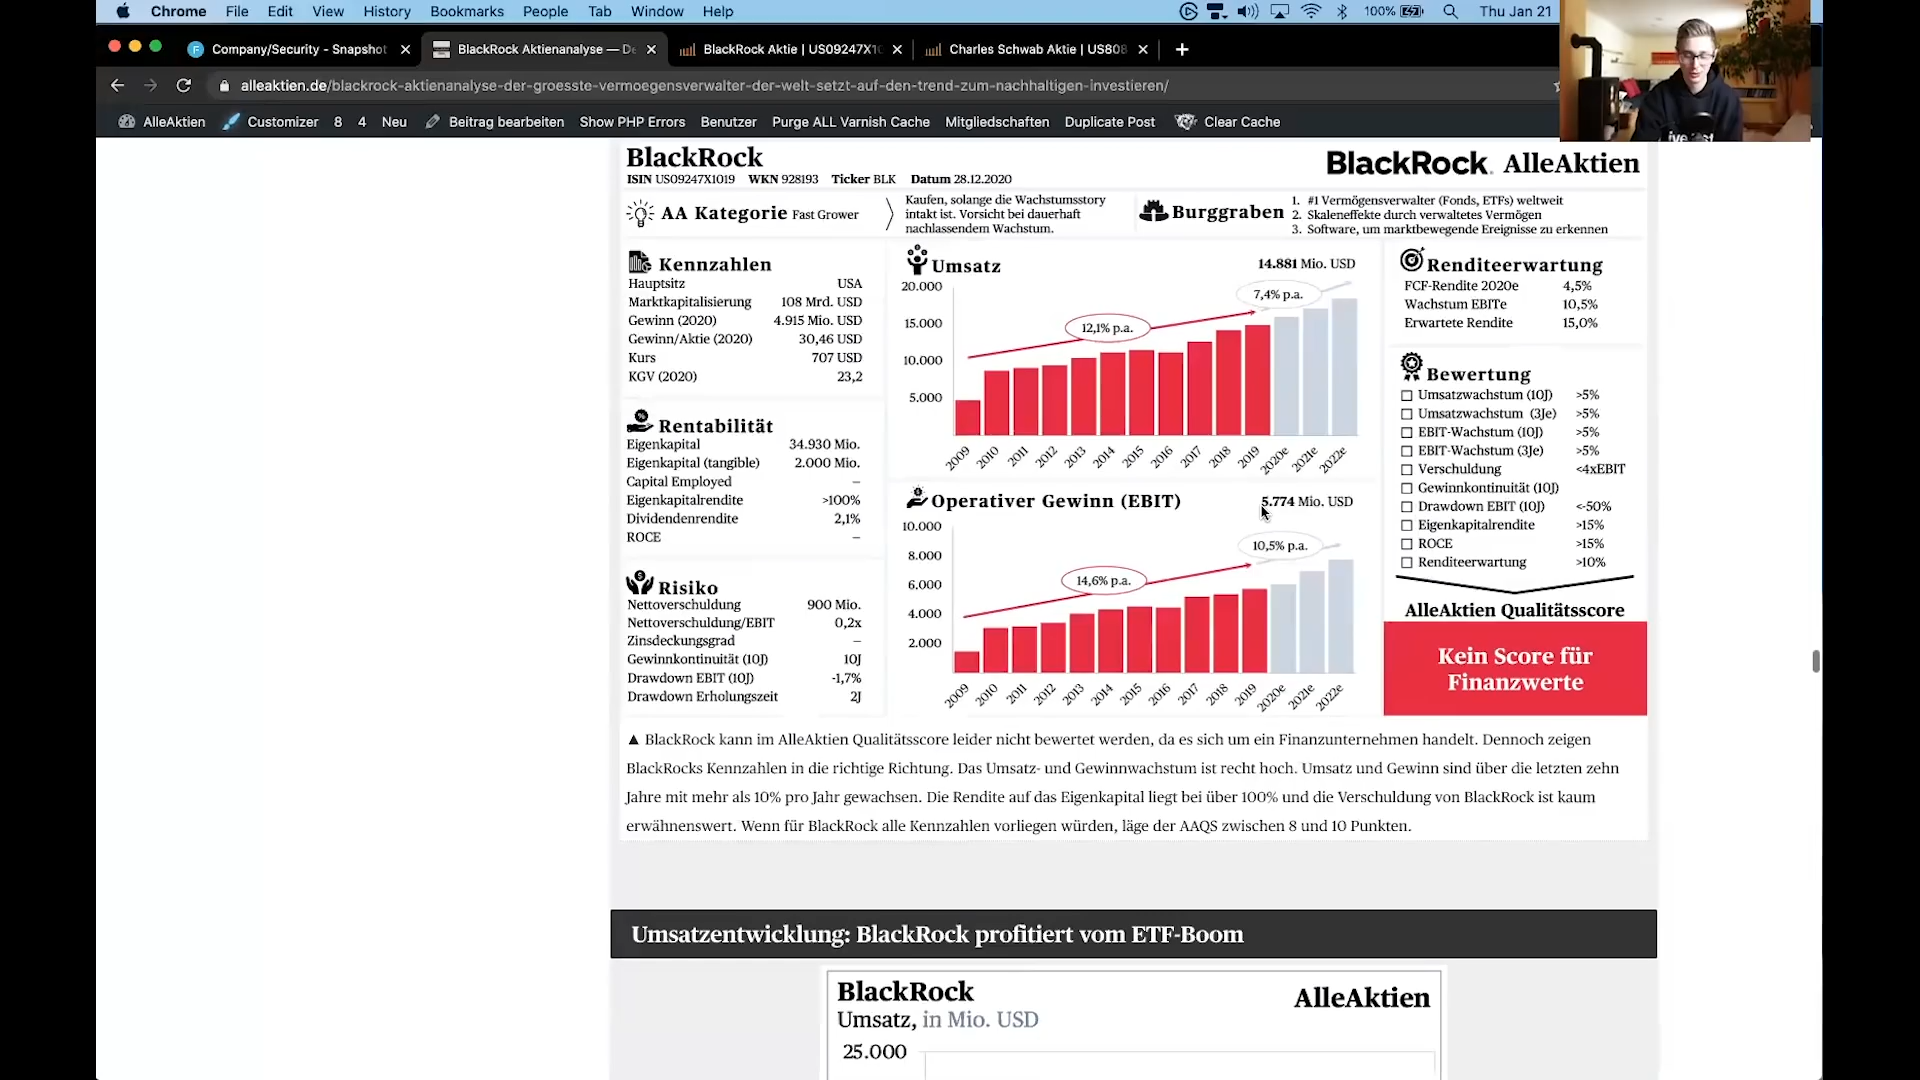 Chrome File Edit View History Bookmarks People Tab Window Help 100% Thu Jan 21
Company/Security - Snapshot
BlackRock Aktienanalyse — De
BlackRock Aktie | US09247X10
Charles Schwab Aktie | US808
alleaktien.de/blackrock-aktienanalyse-der-groesste-vermoegensverwalter-der-welt-setzt-auf-den-trend-zum-nachhaltigen-investieren/
AlleAktien Customizer 8 4 Neu Beitrag bearbeiten Show PHP Errors Benutzer Purge ALL Varnish Cache Mitgliedschaften Duplicate Post Clear Cache
BlackRock
ISIN US09247X1019 WKN 928193 Ticker BLK Datum 28.12.2020
BlackRock. AlleAktien
AA Kategorie Fast Grower
Kaufen, solange die Wachstumsstory
intakt ist. Vorsicht bei dauerhaft
nachlassendem Wachstum.
Burggraben
1. #1 Vermögensverwalter (Fonds, ETFs) weltweit
2. Skaleneffekte durch verwaltetes Vermögen
3. Software, um marktbewegende Ereignisse zu erkennen
Kennzahlen
Hauptsitz USA
Marktkapitalisierung 108 Mrd. USD
Gewinn (2020) 4.915 Mio. USD
Gewinn/Aktie (2020) 30,46 USD
Kurs 707 USD
KGV (2020) 23,2
Rentabilität
Eigenkapital 34.930 Mio.
Eigenkapital (tangible) 2.000 Mio.
Capital Employed –
Eigenkapitalrendite >100%
Dividendenrendite 2,1%
ROCE –
Risiko
Nettoverschuldung 900 Mio.
Nettoverschuldung/EBIT 0,2x
Zinsdeckungsgrad –
Gewinnkontinuität (10J) 10J
Drawdown EBIT (10J) -1,7%
Drawdown Erholungszeit 2J
Umsatz 14.881 Mio. USD
20.000
15.000
10.000
5.000
12,1% p.a.
7,4% p.a.
2009 2010 2011 2012 2013 2014 2015 2016 2017 2018 2019 2020e 2021e 2022e
Operativer Gewinn (EBIT) 5.774 Mio. USD
10.000
8.000
6.000
4.000
2.000
14,6% p.a.
10,5% p.a.
2009 2010 2011 2012 2013 2014 2015 2016 2017 2018 2019 2020e 2021e 2022e
Renditeerwartung
FCF-Rendite 2020e 4,5%
Wachstum EBITe 10,5%
Erwartete Rendite 15,0%
Bewertung
Umsatzwachstum (10J) >5%
Umsatzwachstum (3Je) >5%
EBIT-Wachstum (10J) >5%
EBIT-Wachstum (3Je) >5%
Verschuldung <4xEBIT
Gewinnkontinuität (10J)
Drawdown EBIT (10J) <-50%
Eigenkapitalrendite >15%
ROCE >15%
Renditeerwartung >10%
AlleAktien Qualitätsscore
Kein Score für
Finanzwerte
▲ BlackRock kann im AlleAktien Qualitätsscore leider nicht bewertet werden, da es sich um ein Finanzunternehmen handelt. Dennoch zeigen
BlackRocks Kennzahlen in die richtige Richtung. Das Umsatz- und Gewinnwachstum ist recht hoch. Umsatz und Gewinn sind über die letzten zehn
Jahre mit mehr als 10% pro Jahr gewachsen. Die Rendite auf das Eigenkapital liegt bei über 100% und die Verschuldung von BlackRock ist kaum
erwähnenswert. Wenn für BlackRock alle Kennzahlen vorliegen würden, läge der AAQS zwischen 8 und 10 Punkten.
Umsatzentwicklung: BlackRock profitiert vom ETF-Boom
BlackRock
AlleAktien
Umsatz, in Mio. USD
25.000